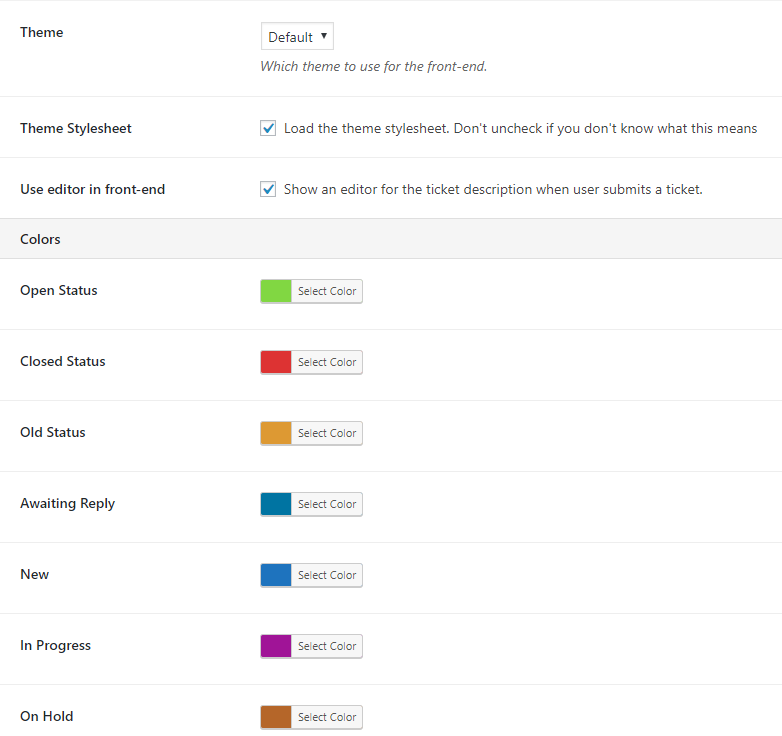 Theme
Default
Which theme to use for the front-end.
Theme Stylesheet
Load the theme stylesheet. Don't uncheck if you don't know what this means
Use editor in front-end
Show an editor for the ticket description when user submits a ticket.
Colors
Open Status
Select Color
Closed Status
Select Color
Old Status
Select Color
Awaiting Reply
Select Color
New
Select Color
In Progress
Select Color
On Hold
Select Color